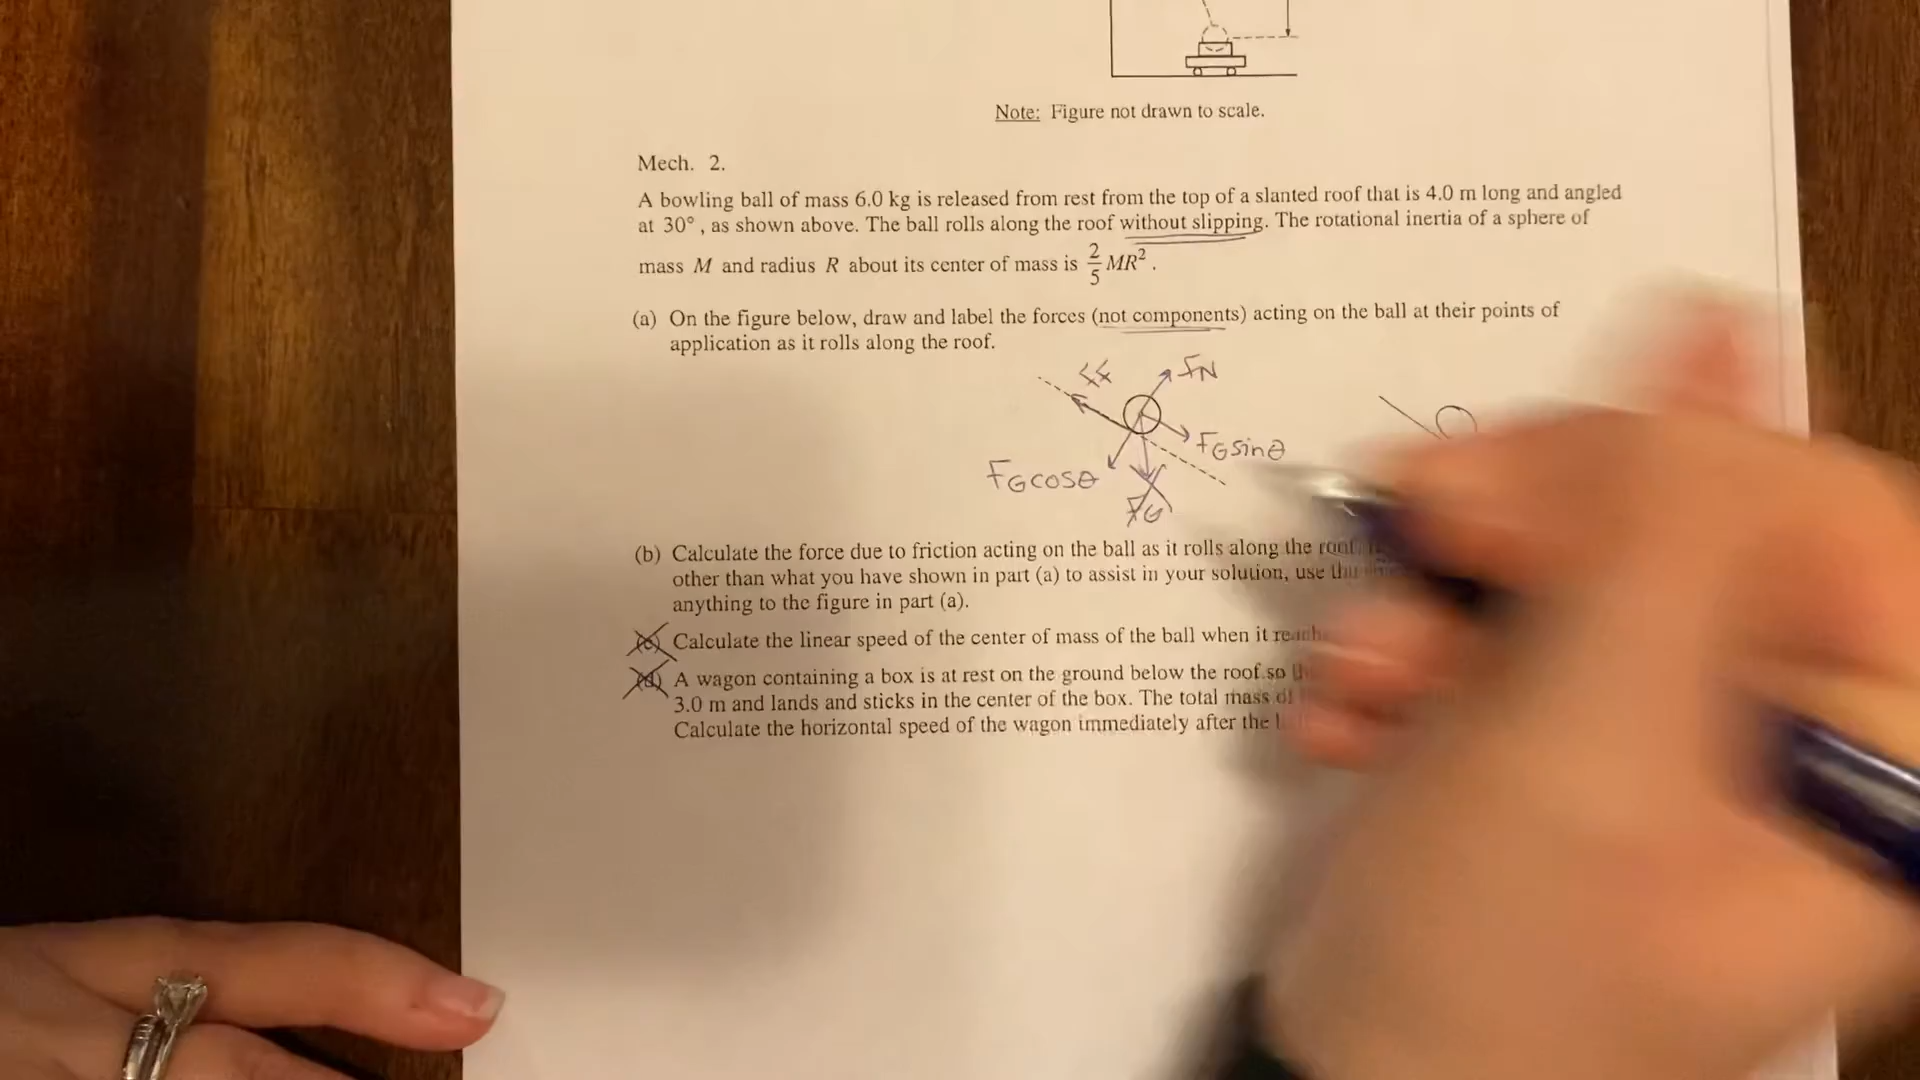 Note: Figure not drawn to scale.
Mech. 2.
A bowling ball of mass 6.0 kg is released from rest from the top of a slanted roof that is 4.0 m long and angled
at 30°, as shown above. The ball rolls along the roof without slipping. The rotational inertia of a sphere of
mass M and radius R about its center of mass is 2/5 MR².
(a) On the figure below, draw and label the forces (not components) acting on the ball at their points of
application as it rolls along the roof.
Ff
FN
FG sinθ
FG cosθ
FG
(b) Calculate the force due to friction acting on the ball as it rolls along the
other than what you have shown in part (a) to assist in your solution, use
anything to the figure in part (a).
(c) Calculate the linear speed of the center of mass of the ball when it
(d) A wagon containing a box is at rest on the ground below the roof so
3.0 m and lands and sticks in the center of the box. The total mass of
Calculate the horizontal speed of the wagon immediately after the